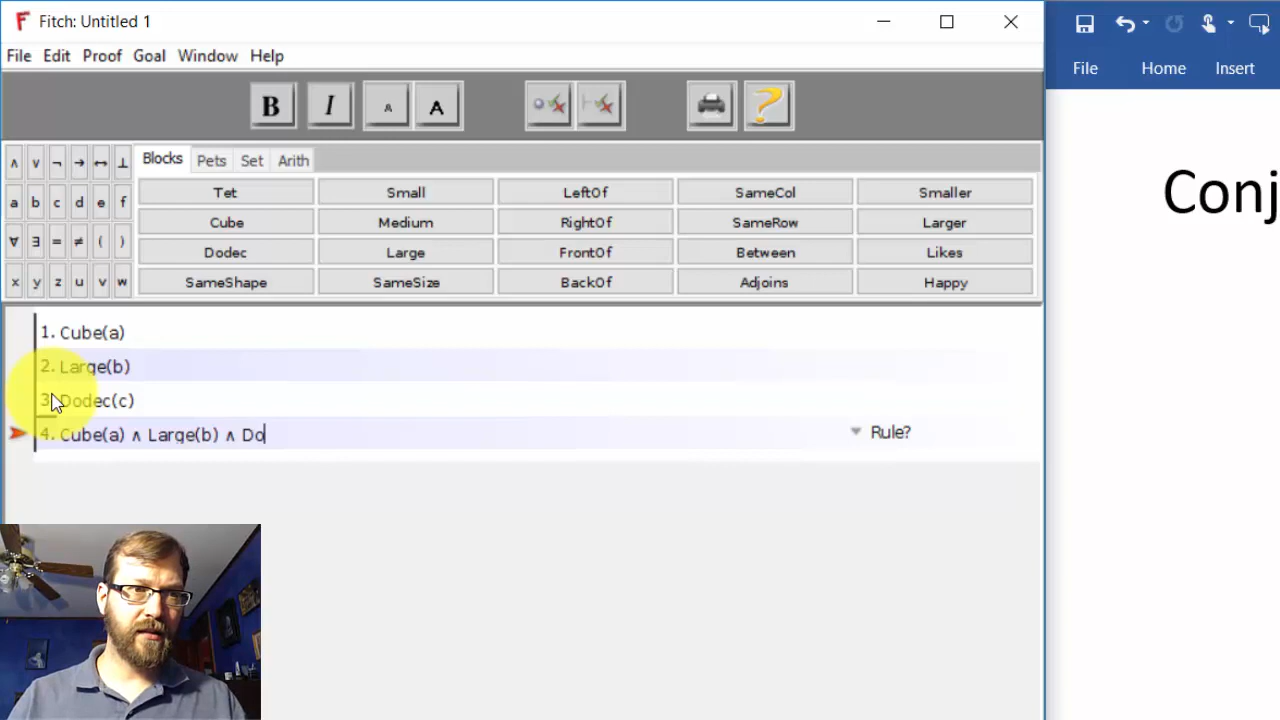 Fitch: Untitled 1
File Edit Proof Goal Window Help
File Home Insert
B I A A
∧ ∨ ¬ → ↔ ⊥
a b c d e f
∀ ∃ = ≠ ( )
x y z u v w
Blocks Pets Set Arith
Tet Small LeftOf SameCol Smaller
Cube Medium RightOf SameRow Larger
Dodec Large FrontOf Between Likes
SameShape SameSize BackOf Adjoins Happy
Conj
1. Cube(a)
2. Large(b)
3. Dodec(c)
4. Cube(a) ∧ Large(b) ∧ Do
Rule?